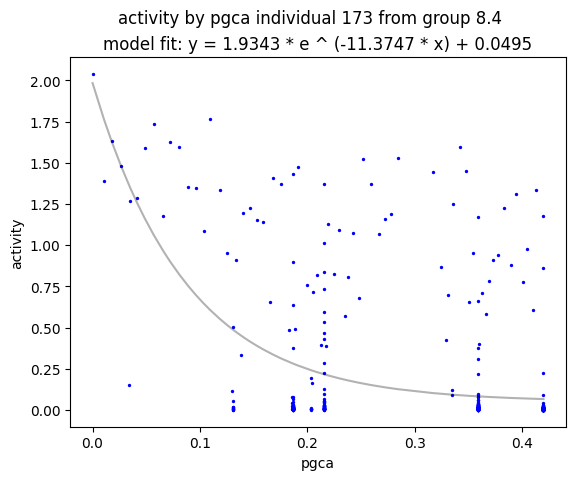 activity by pgca individual 173 from group 8.4
model fit: y = 1.9343 * e ^ (-11.3747 * x) + 0.0495
2.00
1.75
1.50
1.25
1.00
0.75
0.50
0.25
0.00
activity
0.0 0.1 0.2 0.3 0.4
pgca